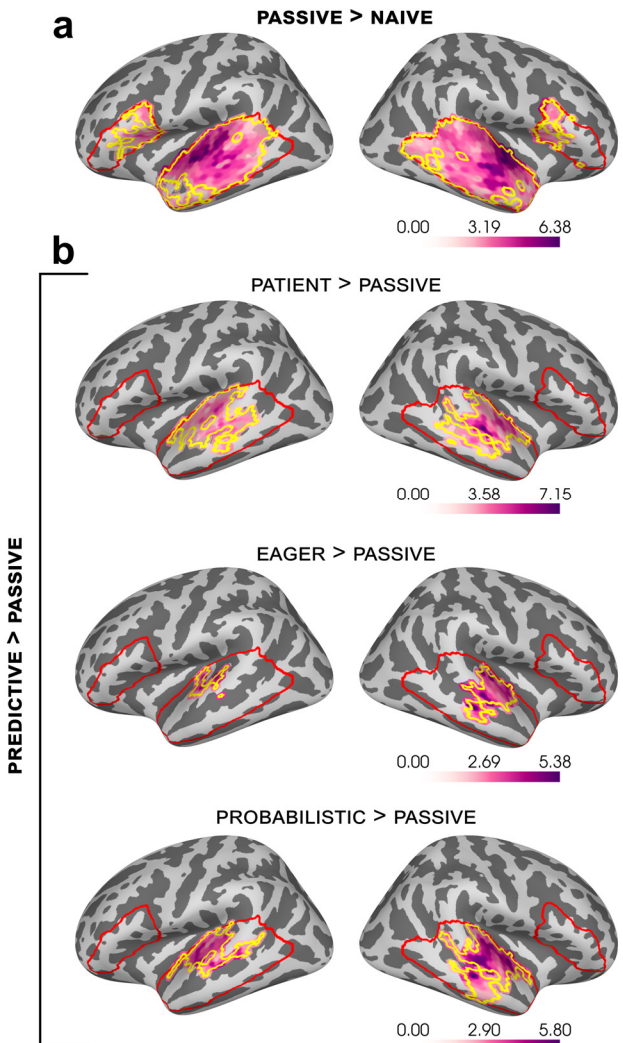 a
PASSIVE > NAIVE
0.00 3.19 6.38
b
PREDICTIVE > PASSIVE
PATIENT > PASSIVE
0.00 3.58 7.15
EAGER > PASSIVE
0.00 2.69 5.38
PROBABILISTIC > PASSIVE
0.00 2.90 5.80